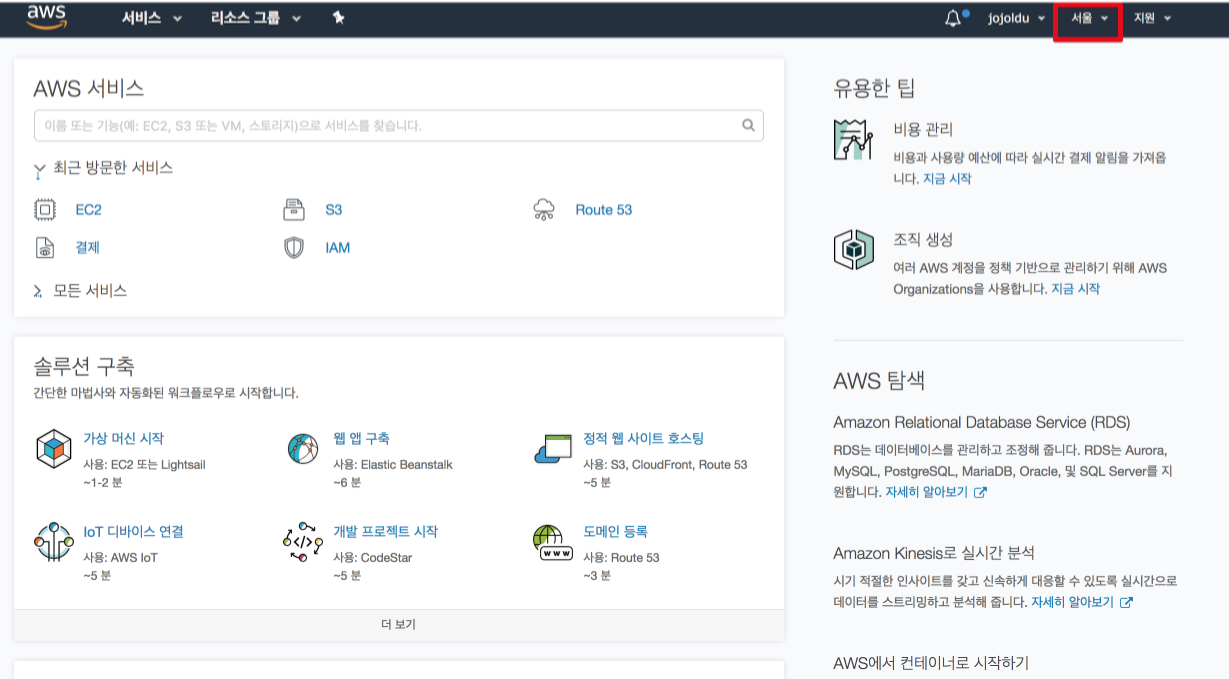 aws 서비스 리소스 그룹 jojoldu 서울 지원
AWS 서비스
이름 또는 기능(예: EC2, S3 또는 VM, 스토리지)으로 서비스를 찾습니다.
최근 방문한 서비스
EC2 S3 Route 53
결제 IAM
모든 서비스
솔루션 구축
간단한 마법사와 자동화된 워크플로우로 시작합니다.
가상 머신 시작
사용: EC2 또는 Lightsail
~1-2 분
웹 앱 구축
사용: Elastic Beanstalk
~6 분
정적 웹 사이트 호스팅
사용: S3, CloudFront, Route 53
~5 분
IoT 디바이스 연결
사용: AWS IoT
~5 분
개발 프로젝트 시작
사용: CodeStar
~5 분
도메인 등록
www
사용: Route 53
~3 분
더 보기
유용한 팁
비용 관리
비용과 사용량 예산에 따라 실시간 결제 알림을 가져옵
니다. 지금 시작
조직 생성
여러 AWS 계정을 정책 기반으로 관리하기 위해 AWS
Organizations을 사용합니다. 지금 시작
AWS 탐색
Amazon Relational Database Service (RDS)
RDS는 데이터베이스를 관리하고 조정해 줍니다. RDS는 Aurora,
MySQL, PostgreSQL, MariaDB, Oracle, 및 SQL Server를 지
원합니다. 자세히 알아보기
Amazon Kinesis로 실시간 분석
시기 적절한 인사이트를 갖고 신속하게 대응할 수 있도록 실시간으로
데이터를 스트리밍하고 분석해 줍니다. 자세히 알아보기
AWS에서 컨테이너로 시작하기